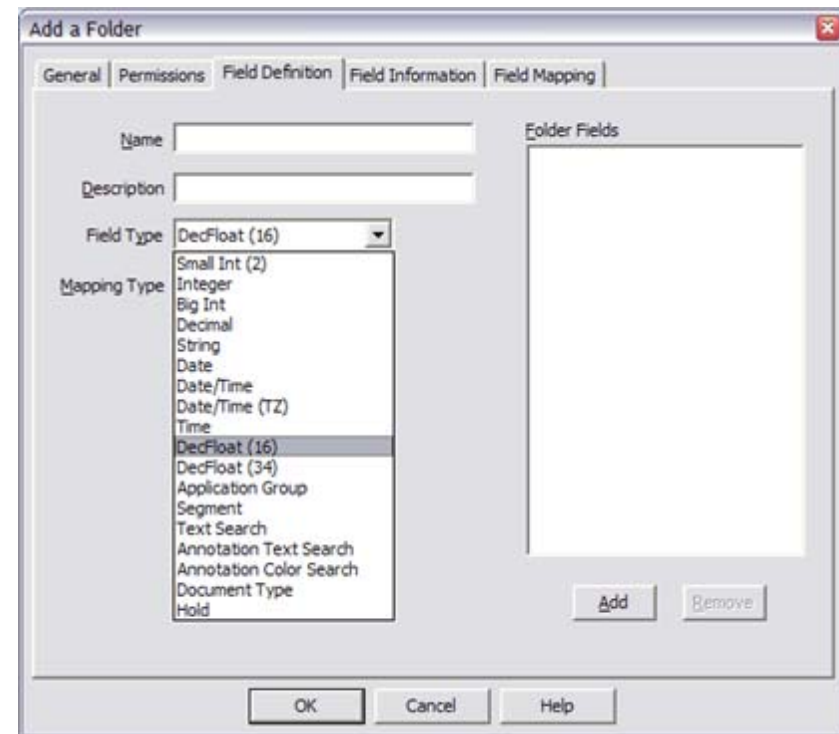 Add a Folder
General Permissions Field Definition Field Information Field Mapping
Name
Description
Field Type DecFloat (16)
Mapping Type
Small Int (2)
Integer
Big Int
Decimal
String
Date
Date/Time
Date/Time (TZ)
Time
DecFloat (16)
DecFloat (34)
Application Group
Segment
Text Search
Annotation Text Search
Annotation Color Search
Document Type
Hold
Folder Fields
Add Remove
OK Cancel Help